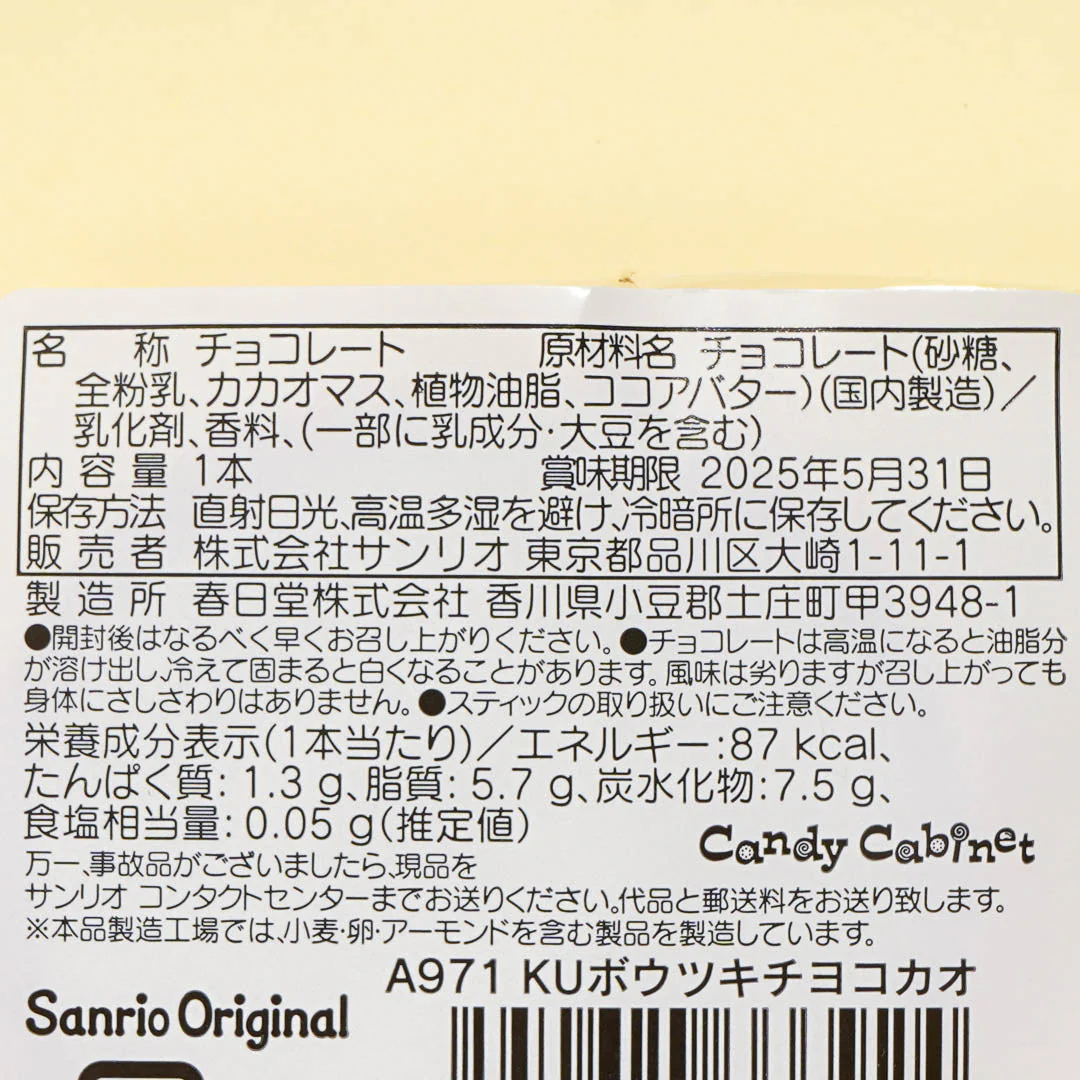 名 称 チョコレート 原材料名 チョコレート(砂糖、
全粉乳、カカオマス、植物油脂、ココアバター)(国内製造)／
乳化剤、香料、(一部に乳成分・大豆を含む)
内容量 1本 賞味期限 2025年5月31日
保存方法 直射日光、高温多湿を避け、冷暗所に保存してください。
販売者 株式会社サンリオ 東京都品川区大崎1-11-1
製造所 春日堂株式会社 香川県小豆郡土庄町甲3948-1
●開封後はなるべく早くお召し上がりください。●チョコレートは高温になると油脂分
が溶け出し、冷えて固まると白くなることがあります。風味は劣りますが召し上がっても
身体にさしさわりはありません。●スティックの取り扱いにご注意ください。
栄養成分表示(1本当たり)／エネルギー:87 kcal、
たんぱく質: 1.3 g、脂質: 5.7 g、炭水化物:7.5 g、
食塩相当量: 0.05 g(推定値)
Candy Cabinet
万一、事故品がございましたら、現品を
サンリオ コンタクトセンターまでお送りください。代品と郵送料をお送り致します。
※本品製造工場では、小麦・卵・アーモンドを含む製品を製造しています。
A971 KUボウツキチヨコカオ
Sanrio Original